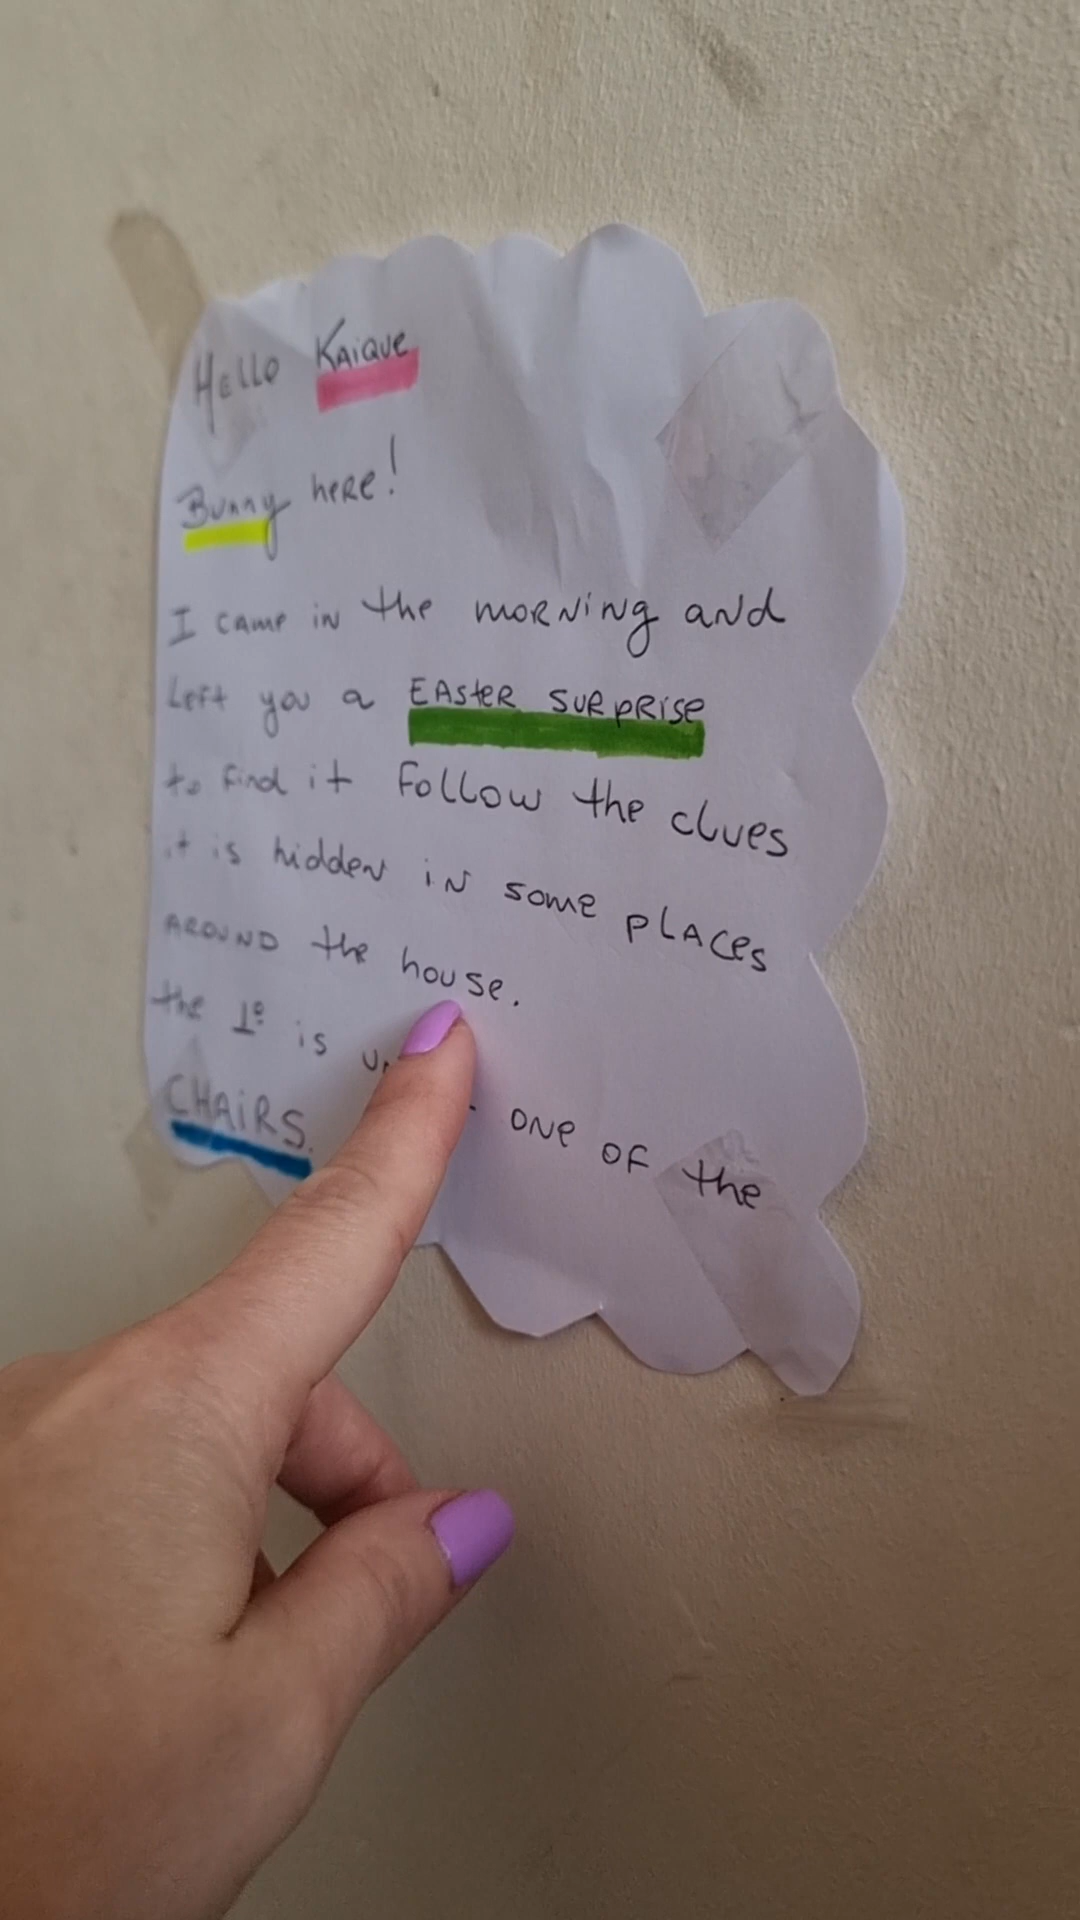 Hello Kaique
Bunny here!
I came in the morning and
Left you a Easter surprise
to find it Follow the clues
it is hidden in some places
around the house.
the 1º is one of the
CHAIRS.